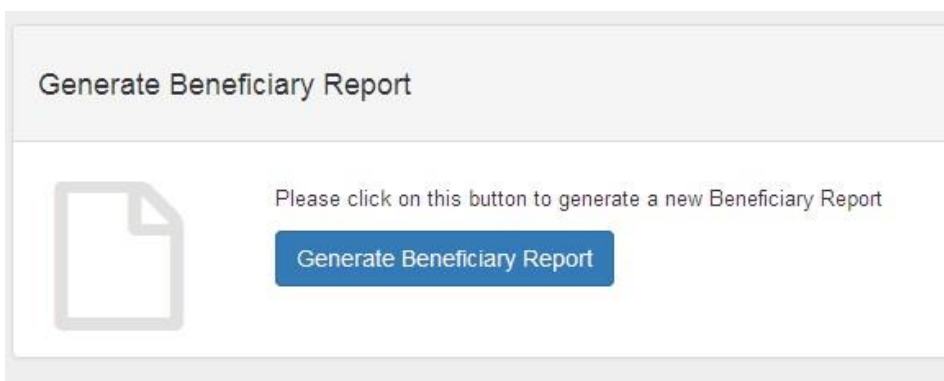 Generate Beneficiary Report
Please click on this button to generate a new Beneficiary Report
Generate Beneficiary Report